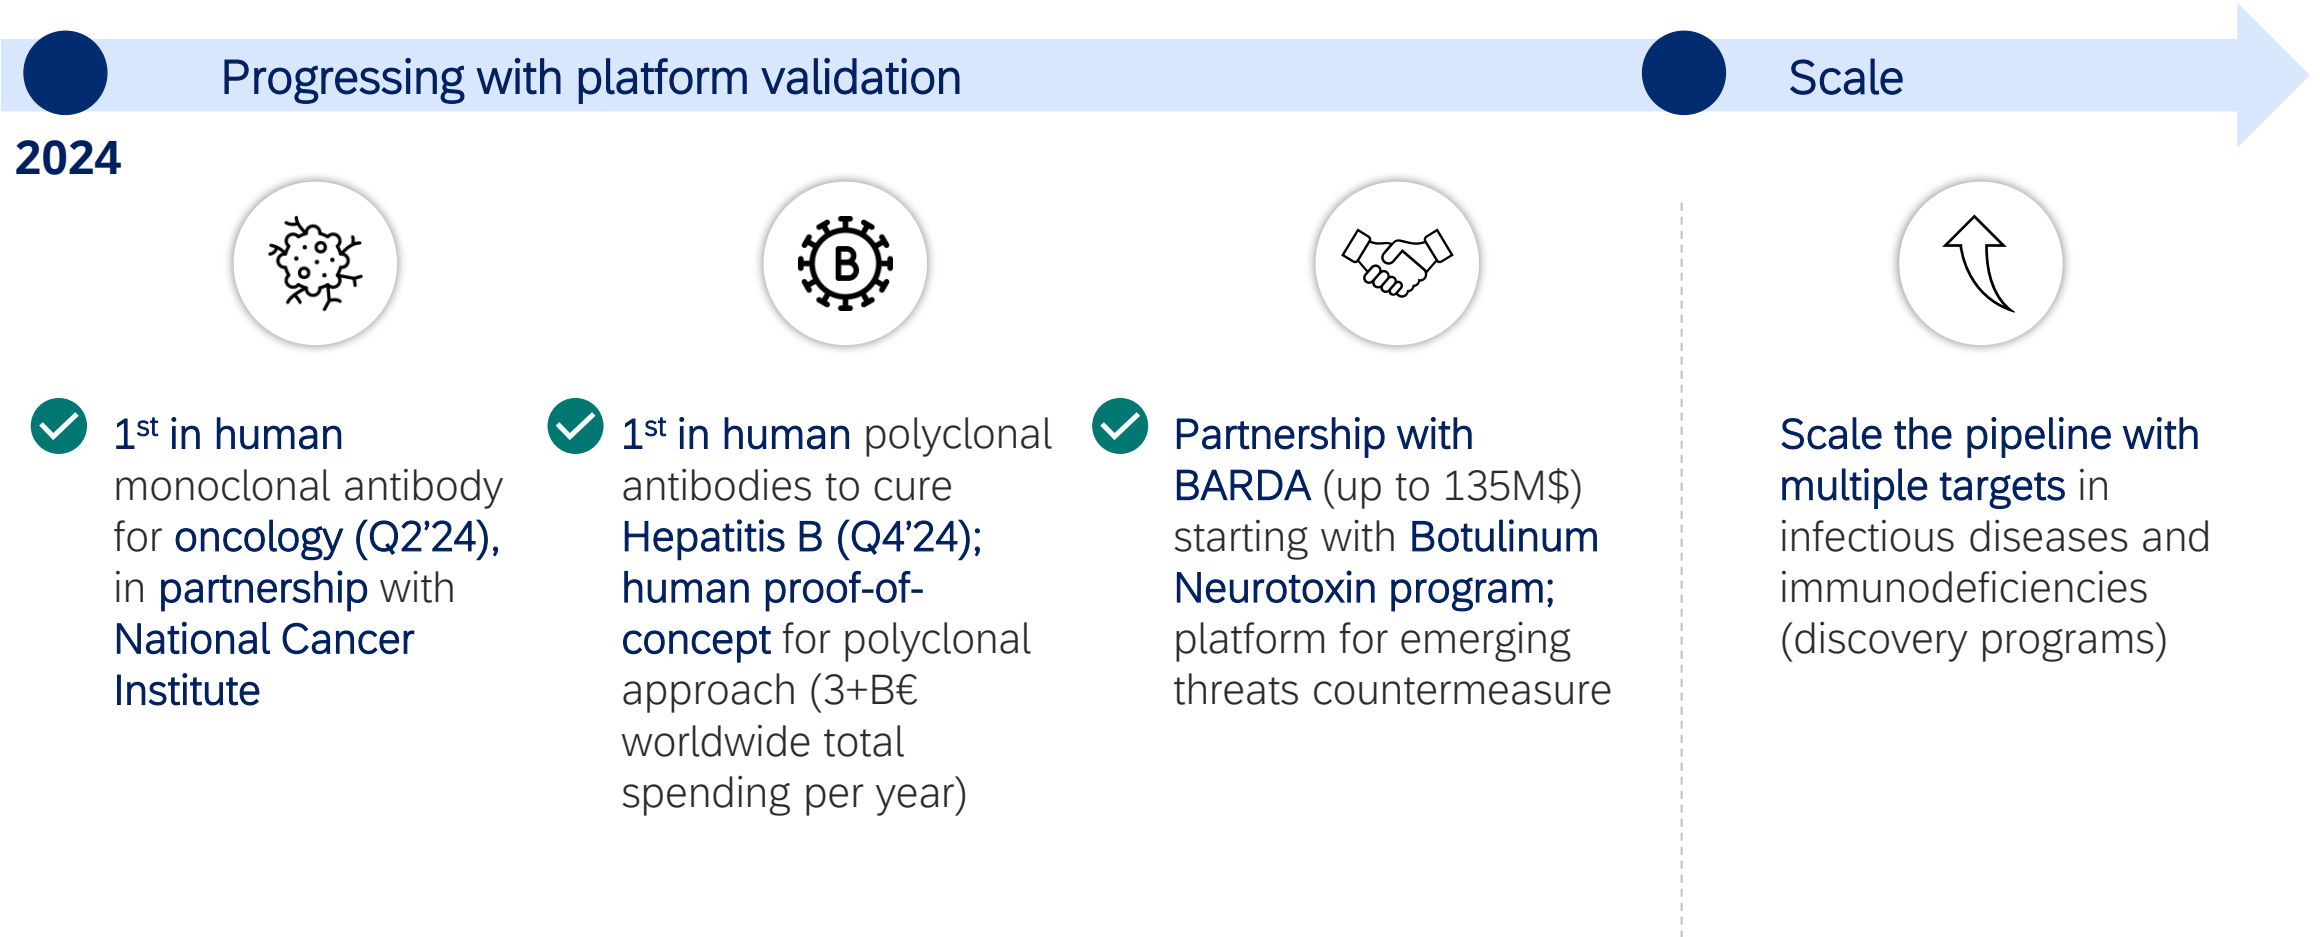 Progressing with platform validation
Scale
2024
B
1st in human
monoclonal antibody
for oncology (Q2’24),
in partnership with
National Cancer
Institute
1st in human polyclonal
antibodies to cure
Hepatitis B (Q4’24);
human proof-of-
concept for polyclonal
approach (3+B€
worldwide total
spending per year)
Partnership with
BARDA (up to 135M$)
starting with Botulinum
Neurotoxin program;
platform for emerging
threats countermeasure
Scale the pipeline with
multiple targets in
infectious diseases and
immunodeficiencies
(discovery programs)